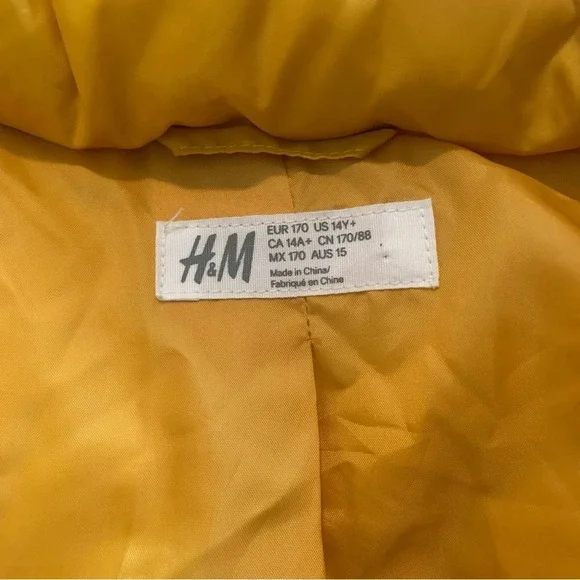 H&M
EUR 170 US 14Y+
CA 14A+ CN 170/88
MX 170 AUS 15
Made in China/
Fabriqué en Chine